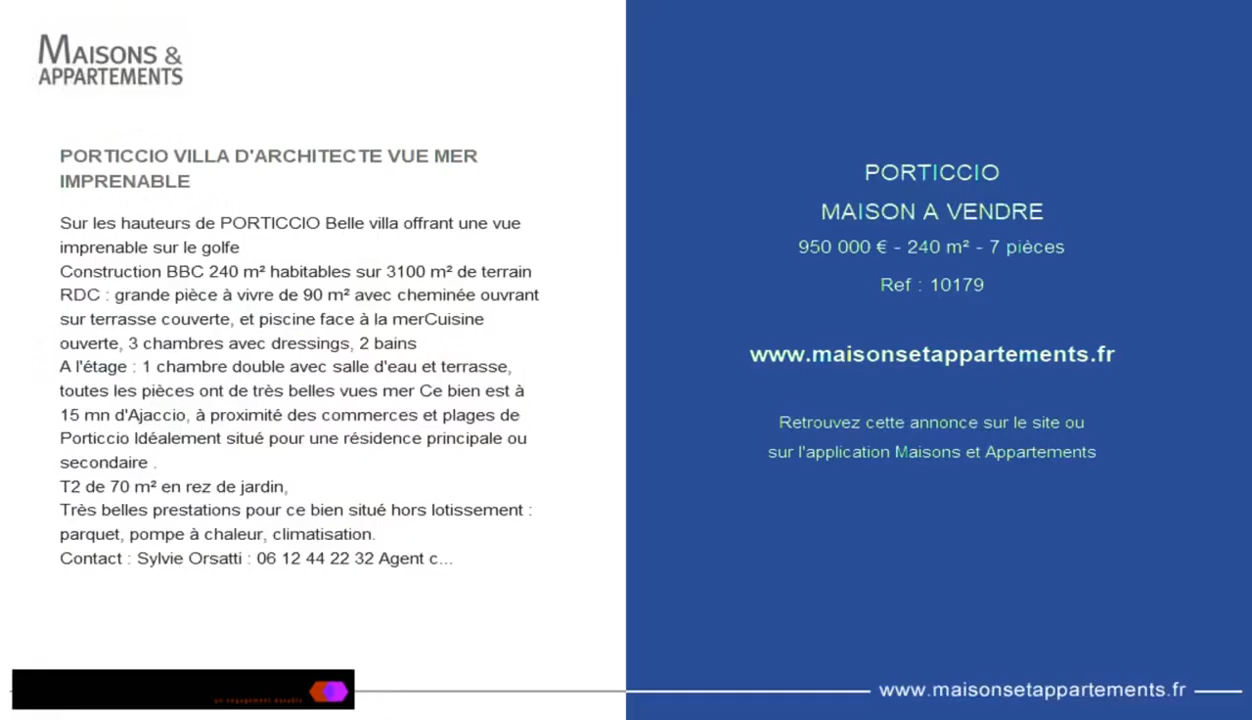 MAISONS &
APPARTEMENTS
PORTICCIO VILLA D'ARCHITECTE VUE MER
IMPRENABLE
Sur les hauteurs de PORTICCIO Belle villa offrant une vue
imprenable sur le golfe
Construction BBC 240 m² habitables sur 3100 m² de terrain
RDC : grande pièce à vivre de 90 m² avec cheminée ouvrant
sur terrasse couverte, et piscine face à la merCuisine
ouverte, 3 chambres avec dressings, 2 bains
A l'étage : 1 chambre double avec salle d'eau et terrasse,
toutes les pièces ont de très belles vues mer Ce bien est à
15 mn d'Ajaccio, à proximité des commerces et plages de
Porticcio Idéalement situé pour une résidence principale ou
secondaire .
T2 de 70 m² en rez de jardin,
Très belles prestations pour ce bien situé hors lotissement :
parquet, pompe à chaleur, climatisation.
Contact : Sylvie Orsatti : 06 12 44 22 32 Agent c...
un engagement durable
PORTICCIO
MAISON A VENDRE
950 000 € - 240 m² - 7 pièces
Ref : 10179
www.maisonsetappartements.fr
Retrouvez cette annonce sur le site ou
sur l'application Maisons et Appartements
www.maisonsetappartements.fr